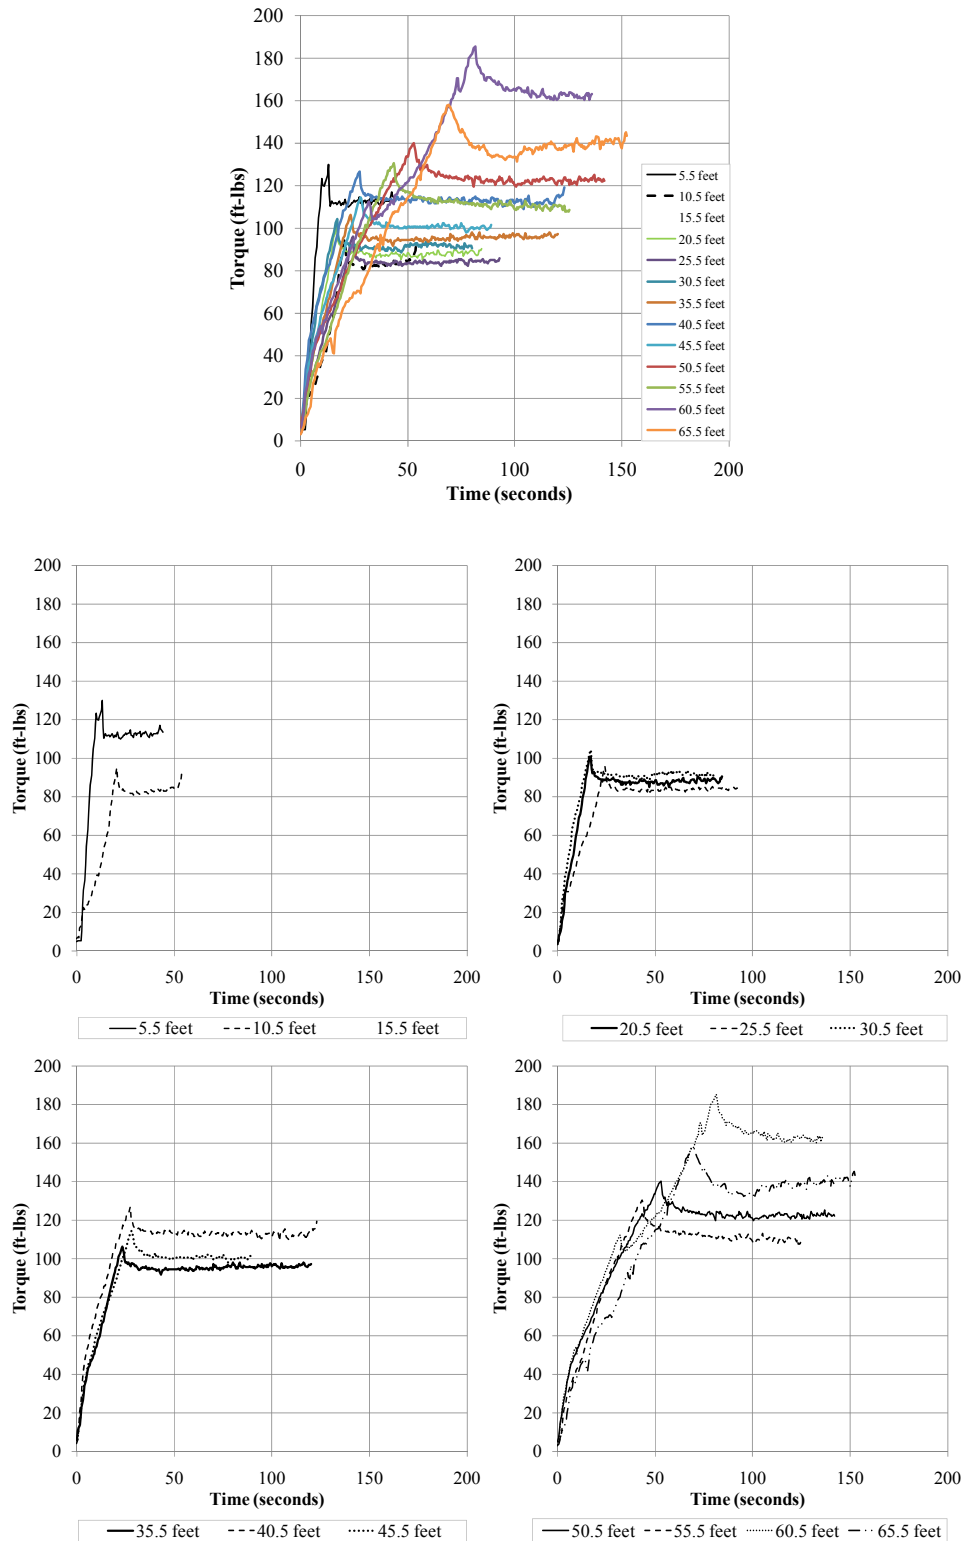 200
180
160
140
120
100
80
60
40
20
0
Torque (ft-lbs)
5.5 feet
10.5 feet
15.5 feet
20.5 feet
25.5 feet
30.5 feet
35.5 feet
40.5 feet
45.5 feet
50.5 feet
55.5 feet
60.5 feet
65.5 feet
0 50 100 150 200
Time (seconds)
200
180
160
140
120
100
80
60
40
20
0
Torque (ft-lbs)
0 50 100 150 200
Time (seconds)
5.5 feet 10.5 feet 15.5 feet
200
180
160
140
120
100
80
60
40
20
0
Torque (ft-lbs)
0 50 100 150 200
Time (seconds)
20.5 feet 25.5 feet 30.5 feet
200
180
160
140
120
100
80
60
40
20
0
Torque (ft-lbs)
0 50 100 150 200
Time (seconds)
35.5 feet 40.5 feet 45.5 feet
200
180
160
140
120
100
80
60
40
20
0
Torque (ft-lbs)
0 50 100 150 200
Time (seconds)
50.5 feet 55.5 feet 60.5 feet 65.5 feet